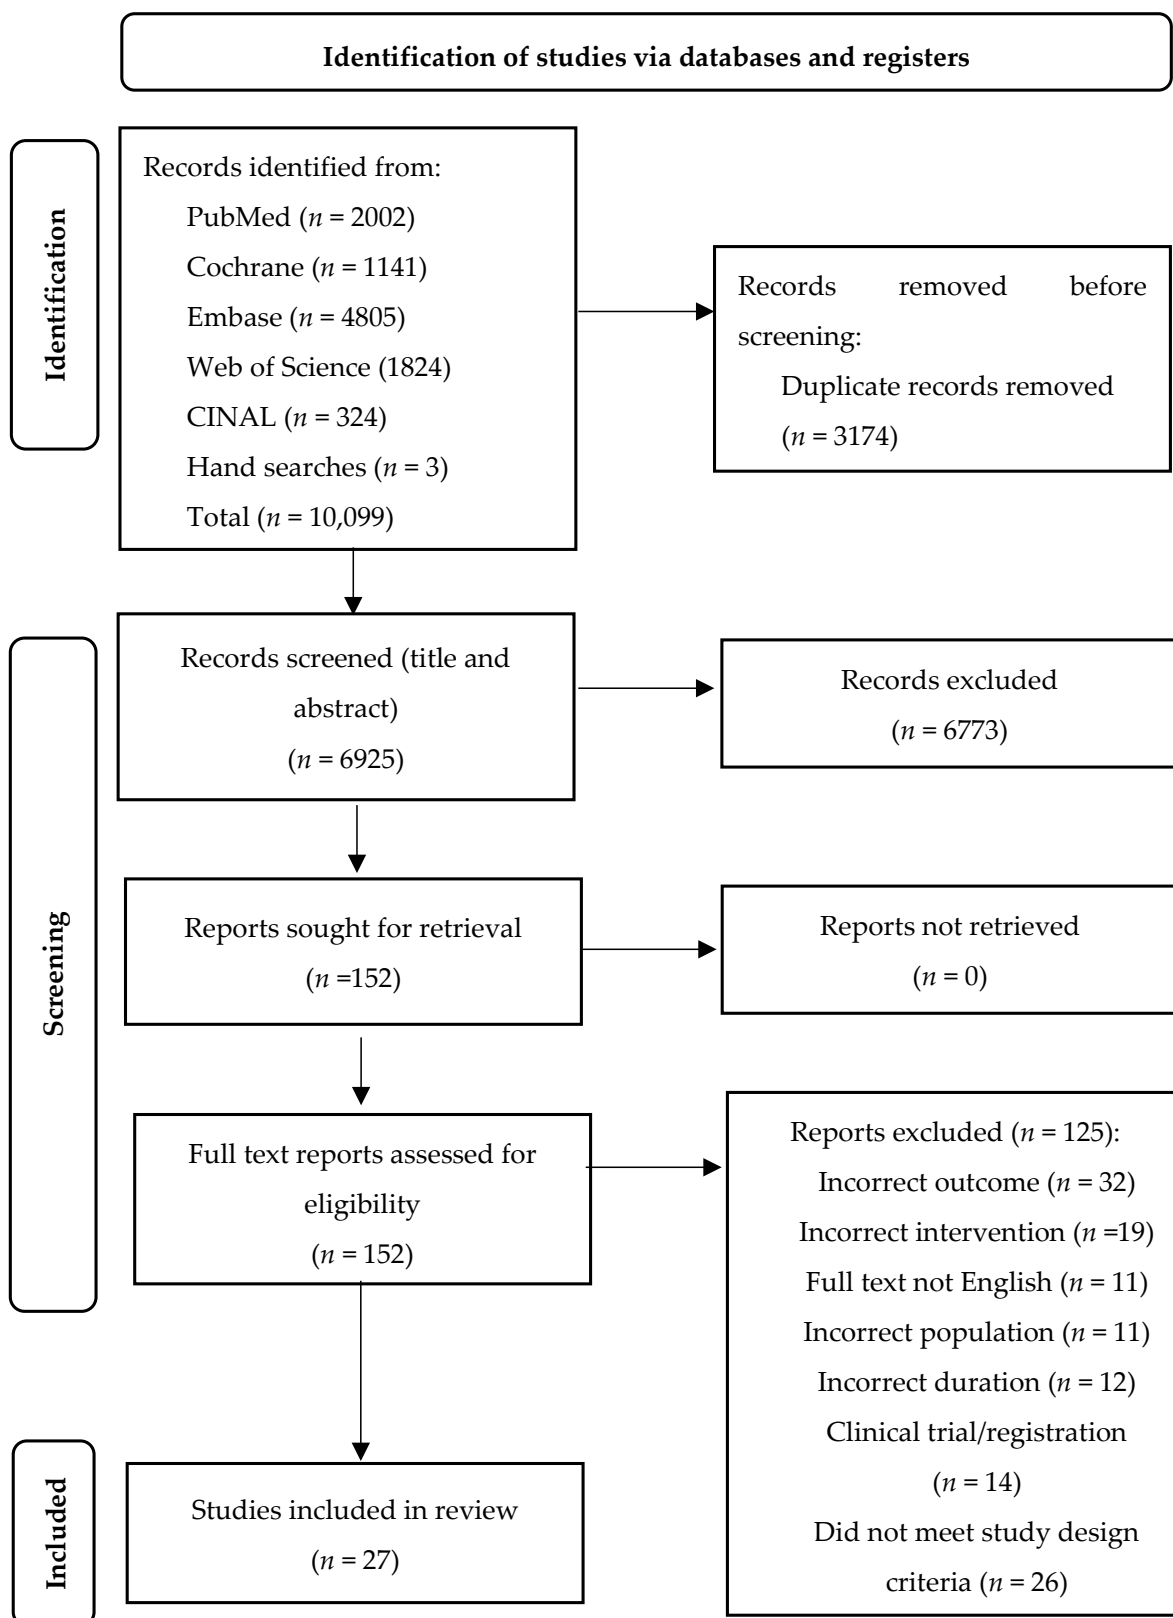 Identification of studies via databases and registers
Identification
Records identified from:
PubMed (n = 2002)
Cochrane (n = 1141)
Embase (n = 4805)
Web of Science (1824)
CINAL (n = 324)
Hand searches (n = 3)
Total (n = 10,099)
Records removed before
screening:
Duplicate records removed
(n = 3174)
Screening
Records screened (title and
abstract)
(n = 6925)
Records excluded
(n = 6773)
Reports sought for retrieval
(n =152)
Reports not retrieved
(n = 0)
Full text reports assessed for
eligibility
(n = 152)
Reports excluded (n = 125):
Incorrect outcome (n = 32)
Incorrect intervention (n =19)
Full text not English (n = 11)
Incorrect population (n = 11)
Incorrect duration (n = 12)
Clinical trial/registration
(n = 14)
Did not meet study design
criteria (n = 26)
Included
Studies included in review
(n = 27)